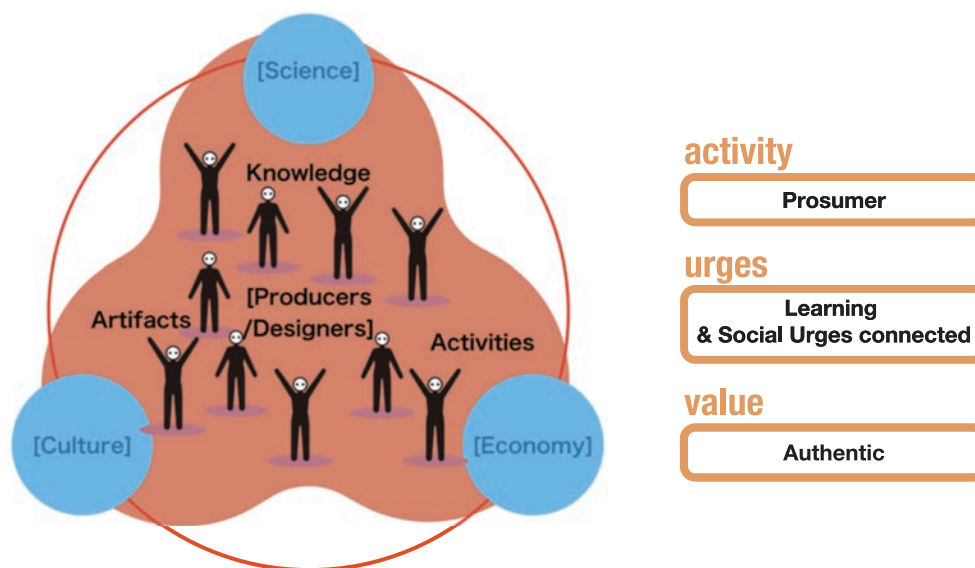 [Science]
Knowledge
[Producers
/Designers]
Artifacts
Activities
[Culture]
[Economy]
activity
Prosumer
urges
Learning
& Social Urges connected
value
Authentic